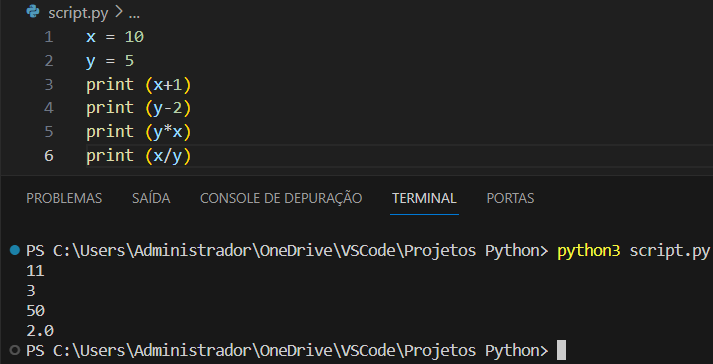 script.py > ...
1 x = 10
2 y = 5
3 print (x+1)
4 print (y-2)
5 print (y*x)
6 print (x/y)
PROBLEMAS SAÍDA CONSOLE DE DEPURAÇÃO TERMINAL PORTAS
PS C:\Users\Administrador\OneDrive\VSCode\Projetos Python> python3 script.py
11
3
50
2.0
PS C:\Users\Administrador\OneDrive\VSCode\Projetos Python>